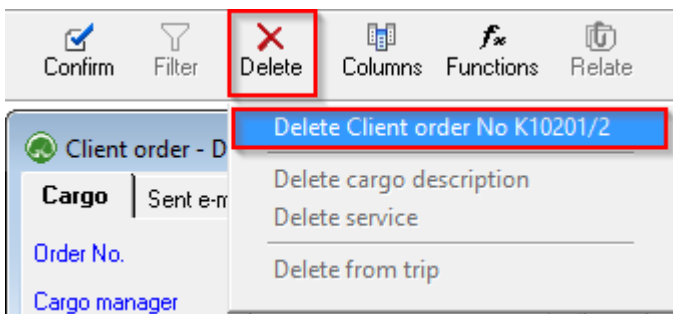 Confirm Filter Delete Columns Functions Relate
Delete Client order No K10201/2
Client order - D
Delete cargo description
Cargo Sent e-m
Delete service
Order No.
Delete from trip
Cargo manager